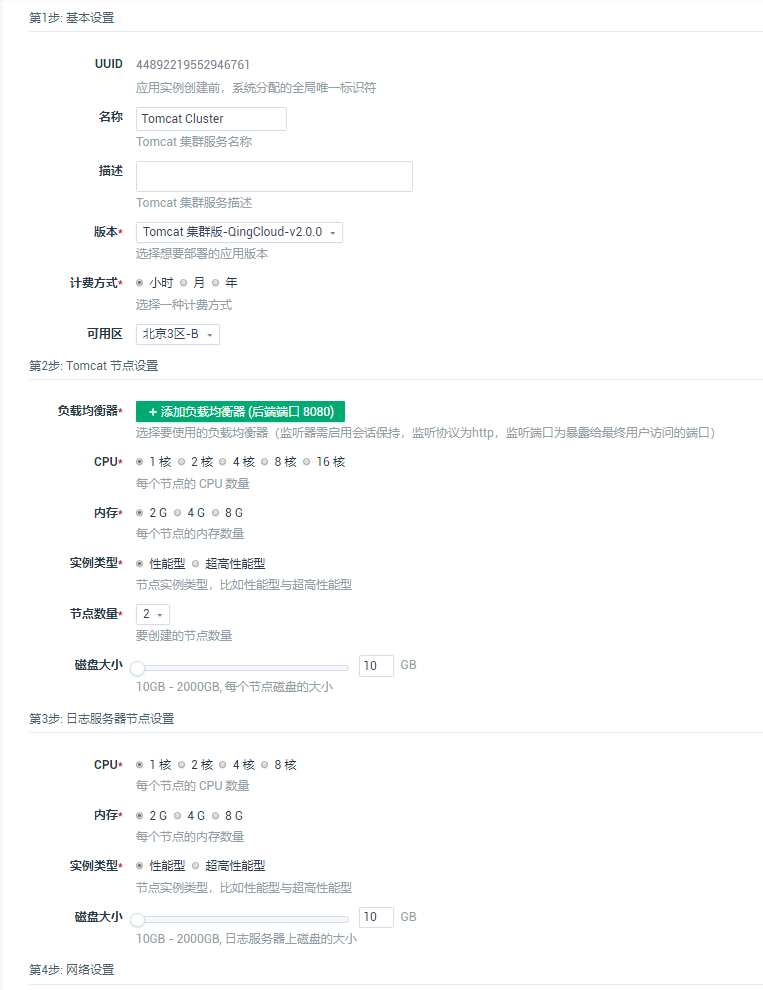 第1步: 基本设置
UUID 44892219552946761
应用实例创建前，系统分配的全局唯一标识符
名称 Tomcat Cluster
Tomcat 集群服务名称
描述
Tomcat 集群服务描述
版本* Tomcat 集群版-QingCloud-v2.0.0
选择想要部署的应用版本
计费方式* 小时 月 年
选择一种计费方式
可用区 北京3区-B
第2步: Tomcat 节点设置
负载均衡器* + 添加负载均衡器 (后端端口 8080)
选择要使用的负载均衡器（监听器需启用会话保持，监听协议为http，监听端口为暴露给最终用户访问的端口）
CPU* 1 核 2 核 4 核 8 核 16 核
每个节点的 CPU 数量
内存* 2 G 4 G 8 G
每个节点的内存数量
实例类型* 性能型 超高性能型
节点实例类型，比如性能型与超高性能型
节点数量* 2
要创建的节点数量
磁盘大小 10 GB
10GB - 2000GB, 每个节点磁盘的大小
第3步: 日志服务器节点设置
CPU* 1 核 2 核 4 核 8 核
每个节点的 CPU 数量
内存* 2 G 4 G 8 G
每个节点的内存数量
实例类型* 性能型 超高性能型
节点实例类型，比如性能型与超高性能型
磁盘大小 10 GB
10GB - 2000GB, 日志服务器上磁盘的大小
第4步: 网络设置